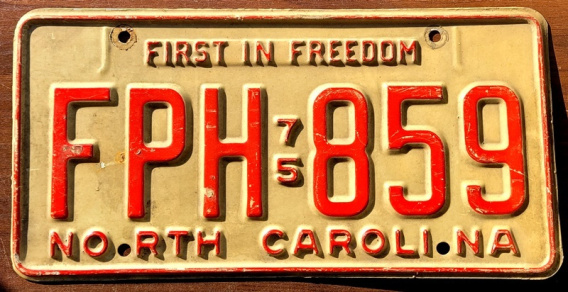 FIRST IN FREEDOM
FPH 75 859
NORTH CAROLINA